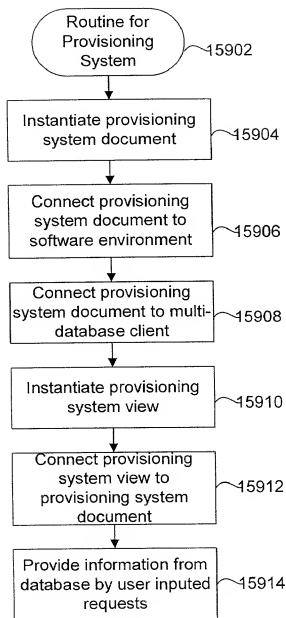 Routine for
Provisioning
System
15902
Instantiate provisioning
system document
15904
Connect provisioning
system document to
software environment
15906
Connect provisioning
system document to multi-
database client
15908
Instantiate provisioning
system view
15910
Connect provisioning
system view to
provisioning system
document
15912
Provide information from
database by user inputed
requests
15914